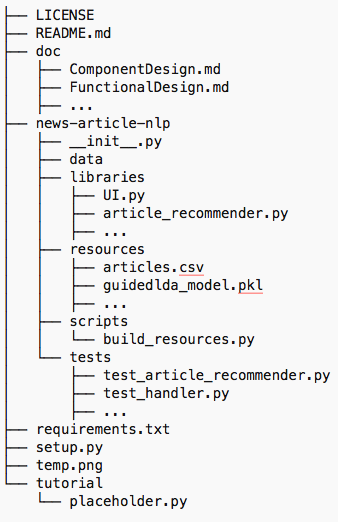 ├── LICENSE
├── README.md
├── doc
│   ├── ComponentDesign.md
│   ├── FunctionalDesign.md
│   ├── ...
├── news-article-nlp
│   ├── __init__.py
│   ├── data
│   ├── libraries
│   │   ├── UI.py
│   │   ├── article_recommender.py
│   │   ├── ...
│   ├── resources
│   │   ├── articles.csv
│   │   ├── guidedlda_model.pkl
│   │   ├── ...
│   ├── scripts
│   │   └── build_resources.py
│   └── tests
│       ├── test_article_recommender.py
│       ├── test_handler.py
│       ├── ...
├── requirements.txt
├── setup.py
├── temp.png
└── tutorial
    └── placeholder.py